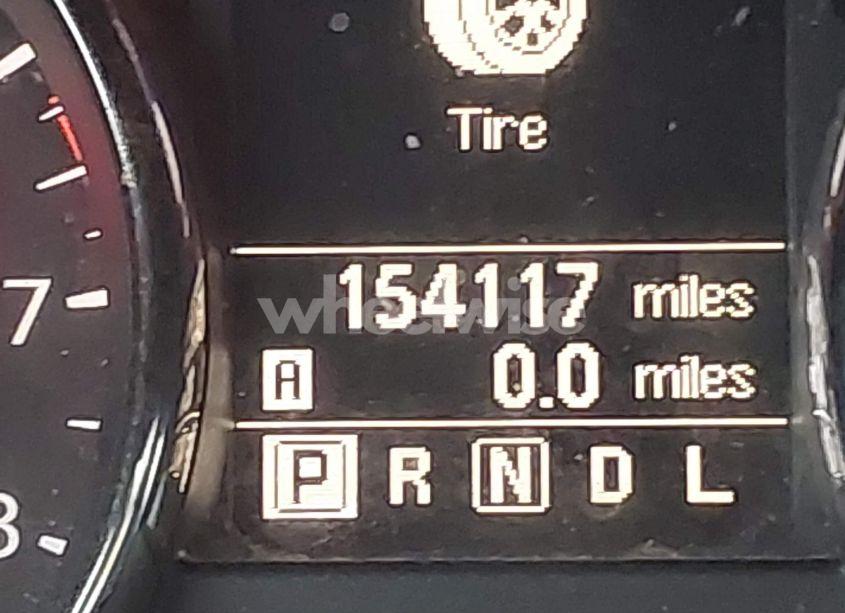 Tire
154117 miles
wheelwise
A 0.0 miles
P R N D L
7
8